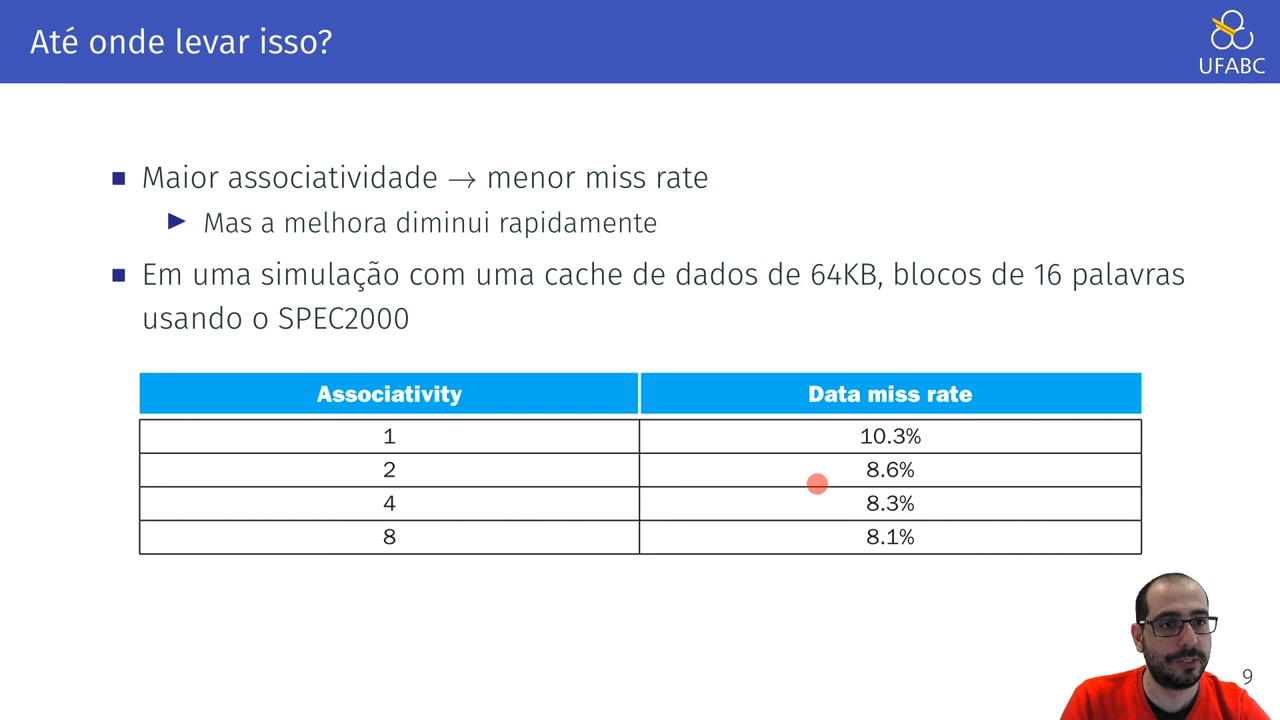 Até onde levar isso?
UFABC
Maior associatividade → menor miss rate
Mas a melhora diminui rapidamente
Em uma simulação com uma cache de dados de 64KB, blocos de 16 palavras
usando o SPEC2000
Associativity Data miss rate
1 10.3%
2 8.6%
4 8.3%
8 8.1%
9